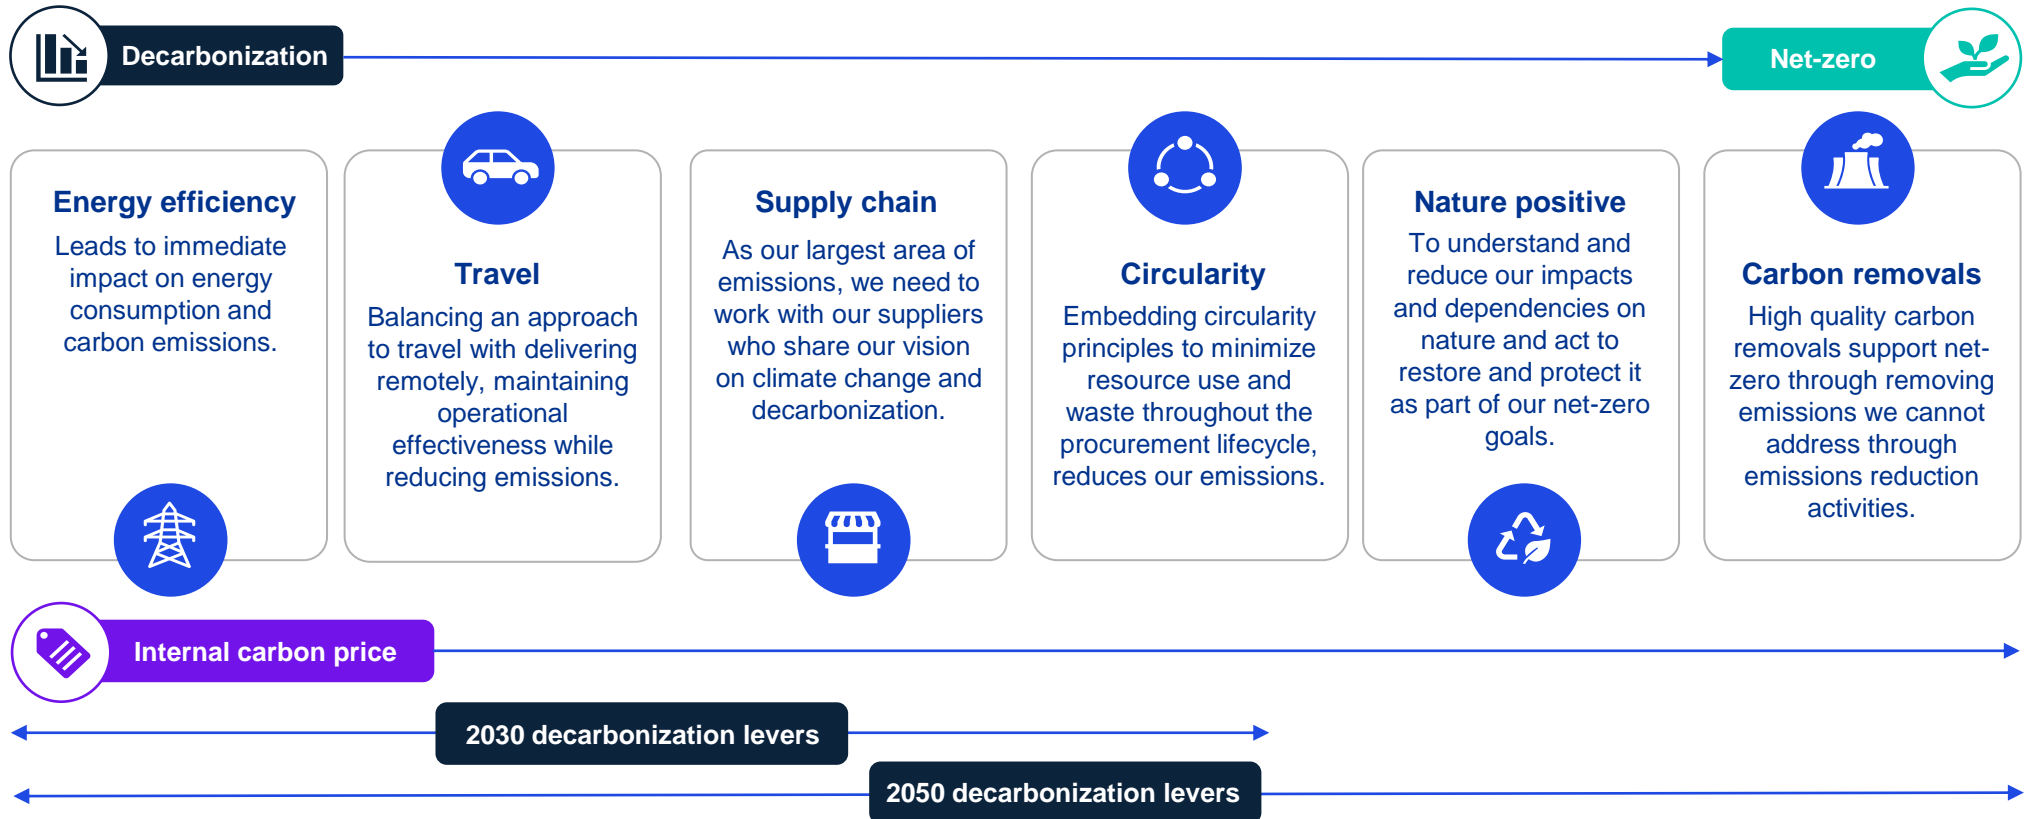 Decarbonization
Net-zero
Energy efficiency
Leads to immediate
impact on energy
consumption and
carbon emissions.
Travel
Balancing an approach
to travel with delivering
remotely, maintaining
operational
effectiveness while
reducing emissions.
Supply chain
As our largest area of
emissions, we need to
work with our suppliers
who share our vision
on climate change and
decarbonization.
Circularity
Embedding circularity
principles to minimize
resource use and
waste throughout the
procurement lifecycle,
reduces our emissions.
Nature positive
To understand and
reduce our impacts
and dependencies on
nature and act to
restore and protect it
as part of our net-zero
goals.
Carbon removals
High quality carbon
removals support net-
zero through removing
emissions we cannot
address through
emissions reduction
activities.
Internal carbon price
2030 decarbonization levers
2050 decarbonization levers